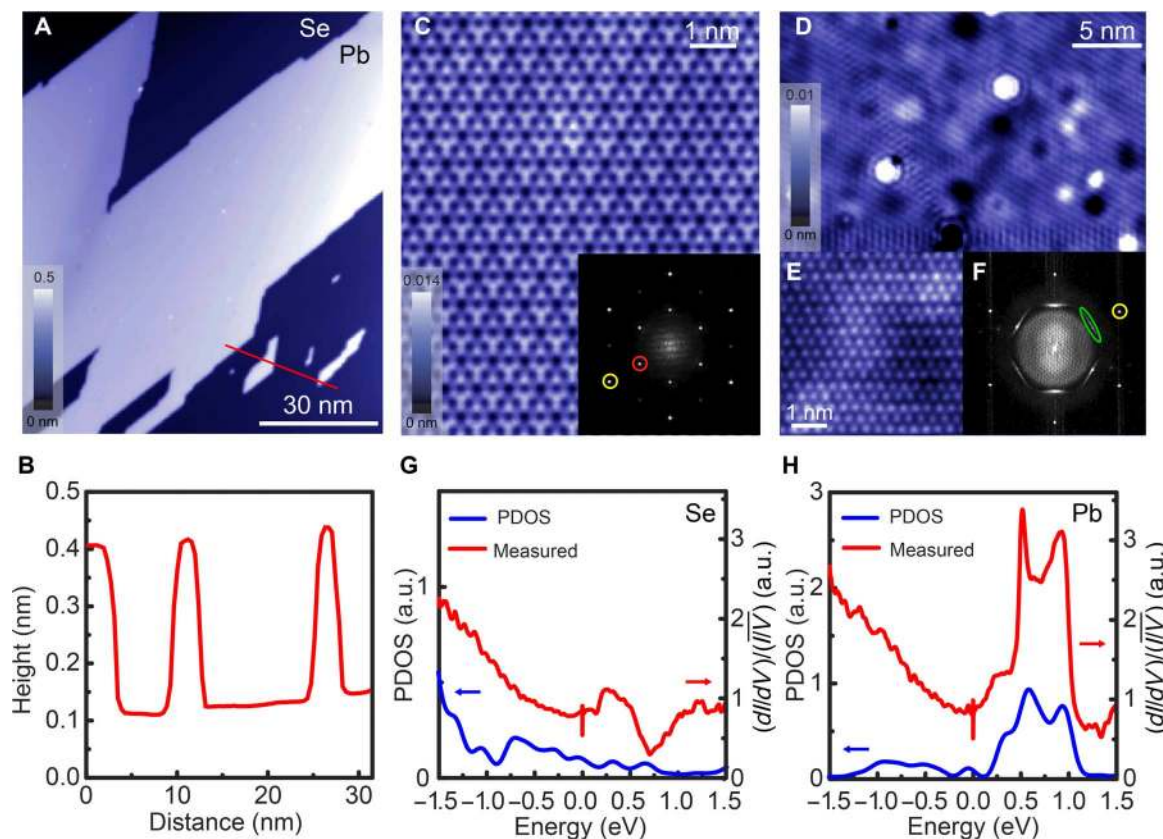 A
Se
Pb
0.5
0 nm
30 nm
C
1 nm
0.014
0 nm
D
5 nm
0.01
0 nm
E
1 nm
F
B
0.5
0.4
0.3
0.2
0.1
0.0
Height (nm)
0 10 20 30
Distance (nm)
G
Se
PDOS
Measured
1
0
PDOS (a.u.)
3
2
1
0
(dI/dV)/(I/V) (a.u.)
−1.5 −1.0 −0.5 0.0 0.5 1.0 1.5
Energy (eV)
H
Pb
PDOS
Measured
3
2
1
0
PDOS (a.u.)
3
2
1
0
(dI/dV)/(I/V) (a.u.)
−1.5 −1.0 −0.5 0.0 0.5 1.0 1.5
Energy (eV)